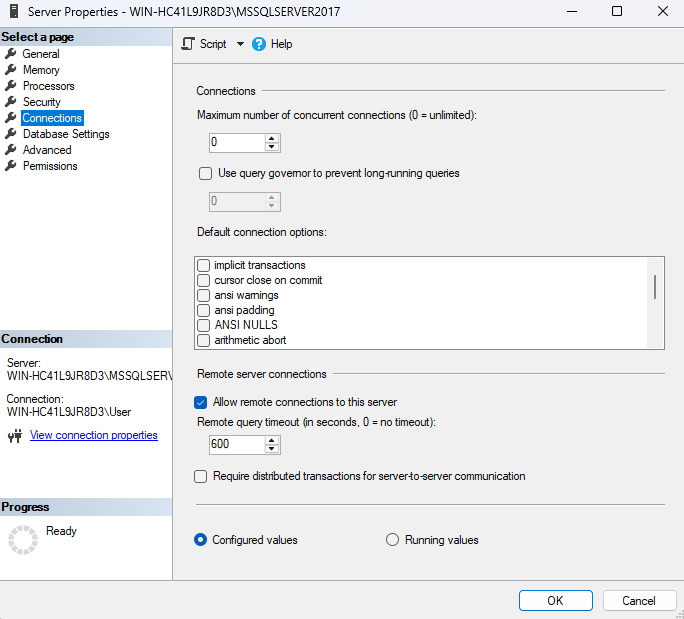 Server Properties - WIN-HC41L9JR8D3\MSSQLSERVER2017
Select a page
General
Memory
Processors
Security
Connections
Database Settings
Advanced
Permissions
Connection
Server:
WIN-HC41L9JR8D3\MSSQLSERV
Connection:
WIN-HC41L9JR8D3\User
View connection properties
Progress
Ready
Script
Help
Connections
Maximum number of concurrent connections (0 = unlimited):
0
Use query governor to prevent long-running queries
0
Default connection options:
implicit transactions
cursor close on commit
ansi warnings
ansi padding
ANSI NULLS
arithmetic abort
Remote server connections
Allow remote connections to this server
Remote query timeout (in seconds, 0 = no timeout):
600
Require distributed transactions for server-to-server communication
Configured values
Running values
OK
Cancel